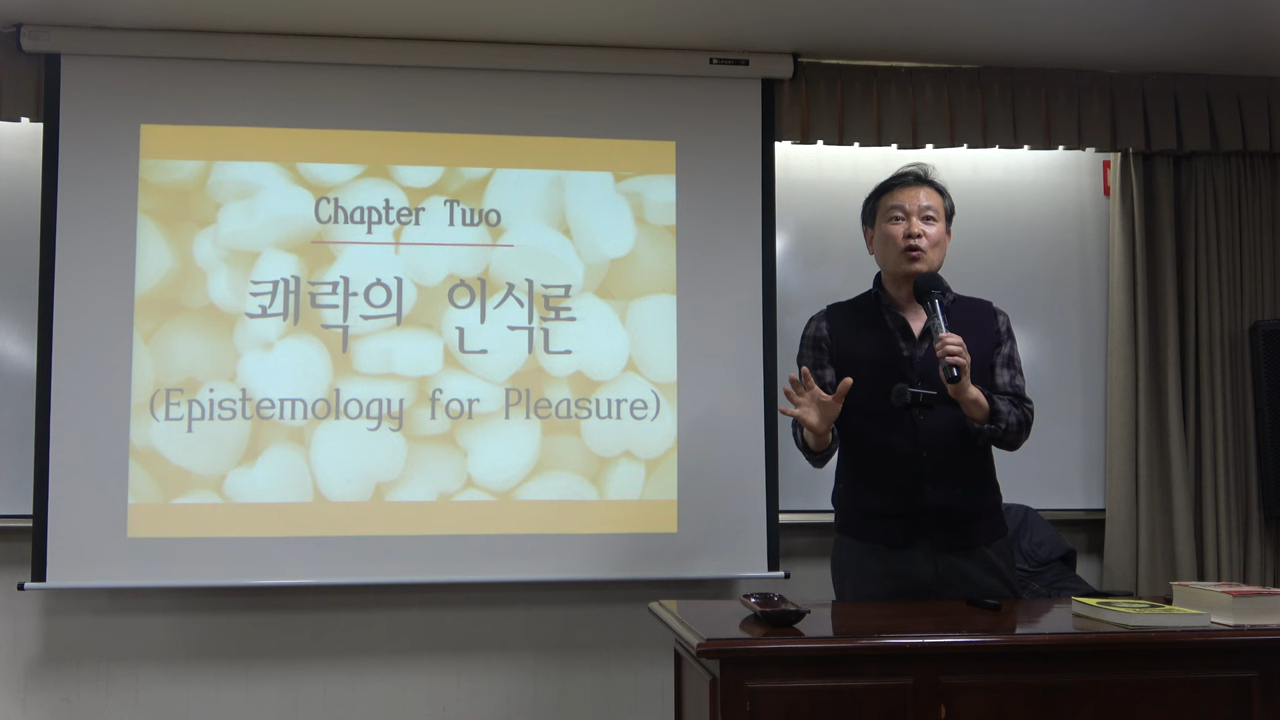 Chapter Two
쾌락의 인식론
(Epistemology for Pleasure)